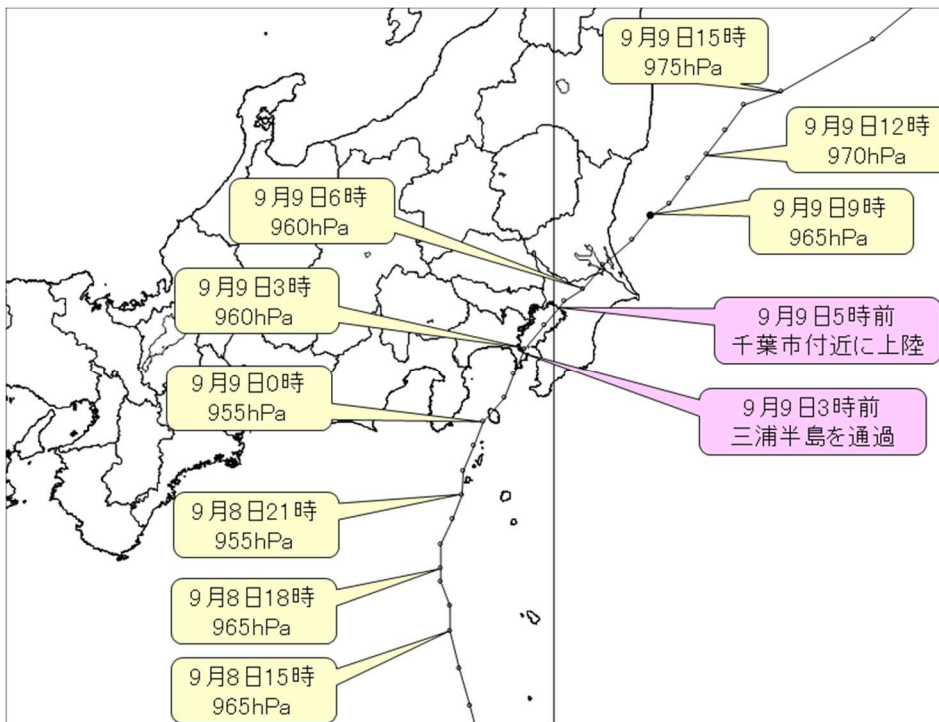 9月9日15時
975hPa
9月9日12時
970hPa
9月9日6時
960hPa
9月9日9時
965hPa
9月9日3時
960hPa
9月9日5時前
千葉市付近に上陸
9月9日0時
955hPa
9月9日3時前
三浦半島を通過
9月8日21時
955hPa
9月8日18時
965hPa
9月8日15時
965hPa